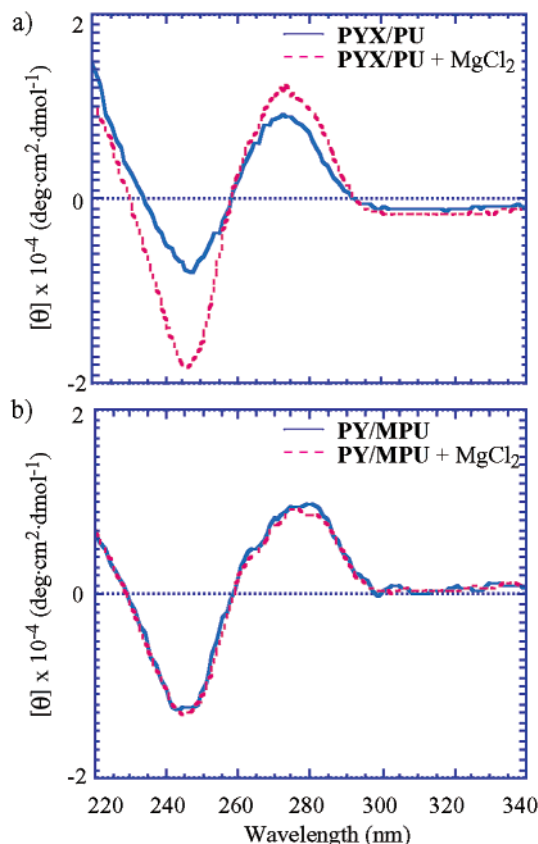 a)
2
PYX/PU
PYX/PU + MgCl₂
0
[θ] x 10⁻⁴ (deg·cm²·dmol⁻¹)
-2
b)
2
PY/MPU
PY/MPU + MgCl₂
0
[θ] x 10⁻⁴ (deg·cm²·dmol⁻¹)
-2
220 240 260 280 300 320 340
Wavelength (nm)